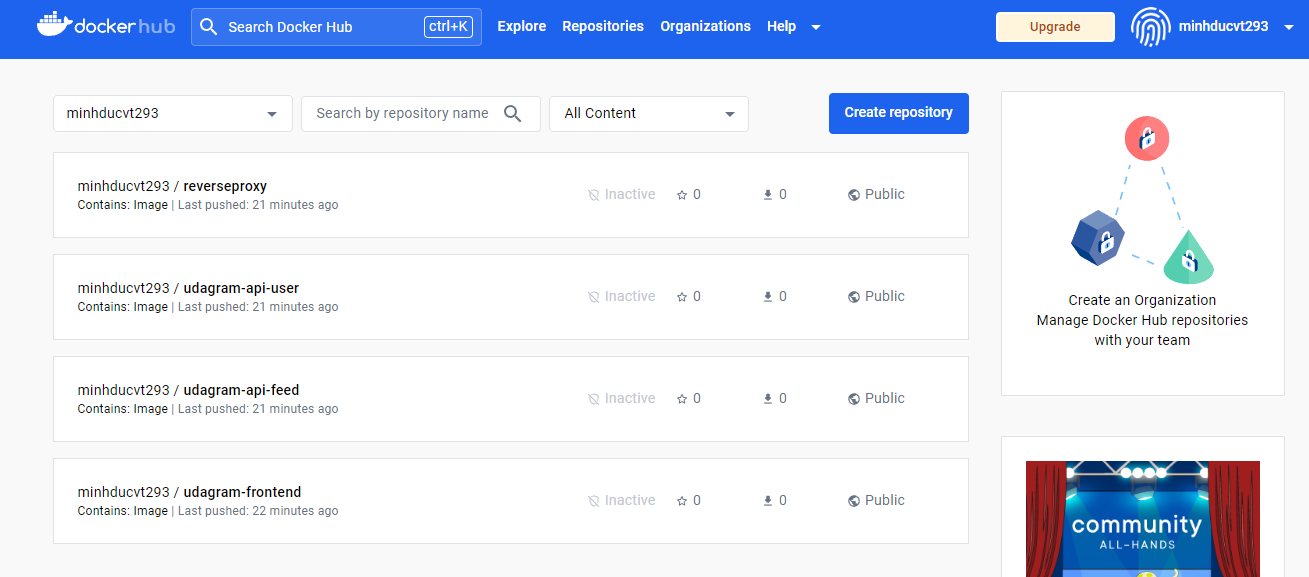 dockerhub Search Docker Hub ctrl+K Explore Repositories Organizations Help Upgrade minhducvt293
minhducvt293 Search by repository name All Content Create repository
minhducvt293 / reverseproxy
Contains: Image | Last pushed: 21 minutes ago
Inactive 0 0 Public
minhducvt293 / udagram-api-user
Contains: Image | Last pushed: 21 minutes ago
Inactive 0 0 Public
minhducvt293 / udagram-api-feed
Contains: Image | Last pushed: 21 minutes ago
Inactive 0 0 Public
minhducvt293 / udagram-frontend
Contains: Image | Last pushed: 22 minutes ago
Inactive 0 0 Public
Create an Organization
Manage Docker Hub repositories
with your team
community
ALL-HANDS